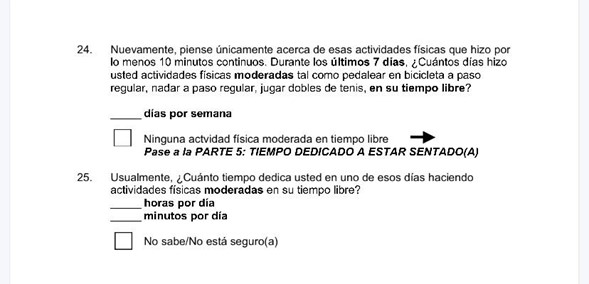 24. Nuevamente, piense únicamente acerca de esas actividades físicas que hizo por
lo menos 10 minutos continuos. Durante los últimos 7 días, ¿Cuántos días hizo
usted actividades físicas moderadas tal como pedalear en bicicleta a paso
regular, nadar a paso regular, jugar dobles de tenis, en su tiempo libre?
_____ días por semana
Ninguna actvidad física moderada en tiempo libre
Pase a la PARTE 5: TIEMPO DEDICADO A ESTAR SENTADO(A)
25. Usualmente, ¿Cuánto tiempo dedica usted en uno de esos días haciendo
actividades físicas moderadas en su tiempo libre?
_____ horas por día
_____ minutos por día
No sabe/No está seguro(a)